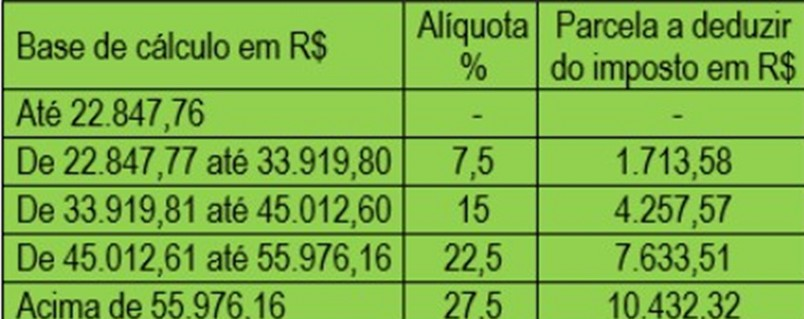 Base de cálculo em R$ Alíquota % Parcela a deduzir do imposto em R$
Até 22.847,76 - -
De 22.847,77 até 33.919,80 7,5 1.713,58
De 33.919,81 até 45.012,60 15 4.257,57
De 45.012,61 até 55.976,16 22,5 7.633,51
Acima de 55.976,16 27,5 10.432,32